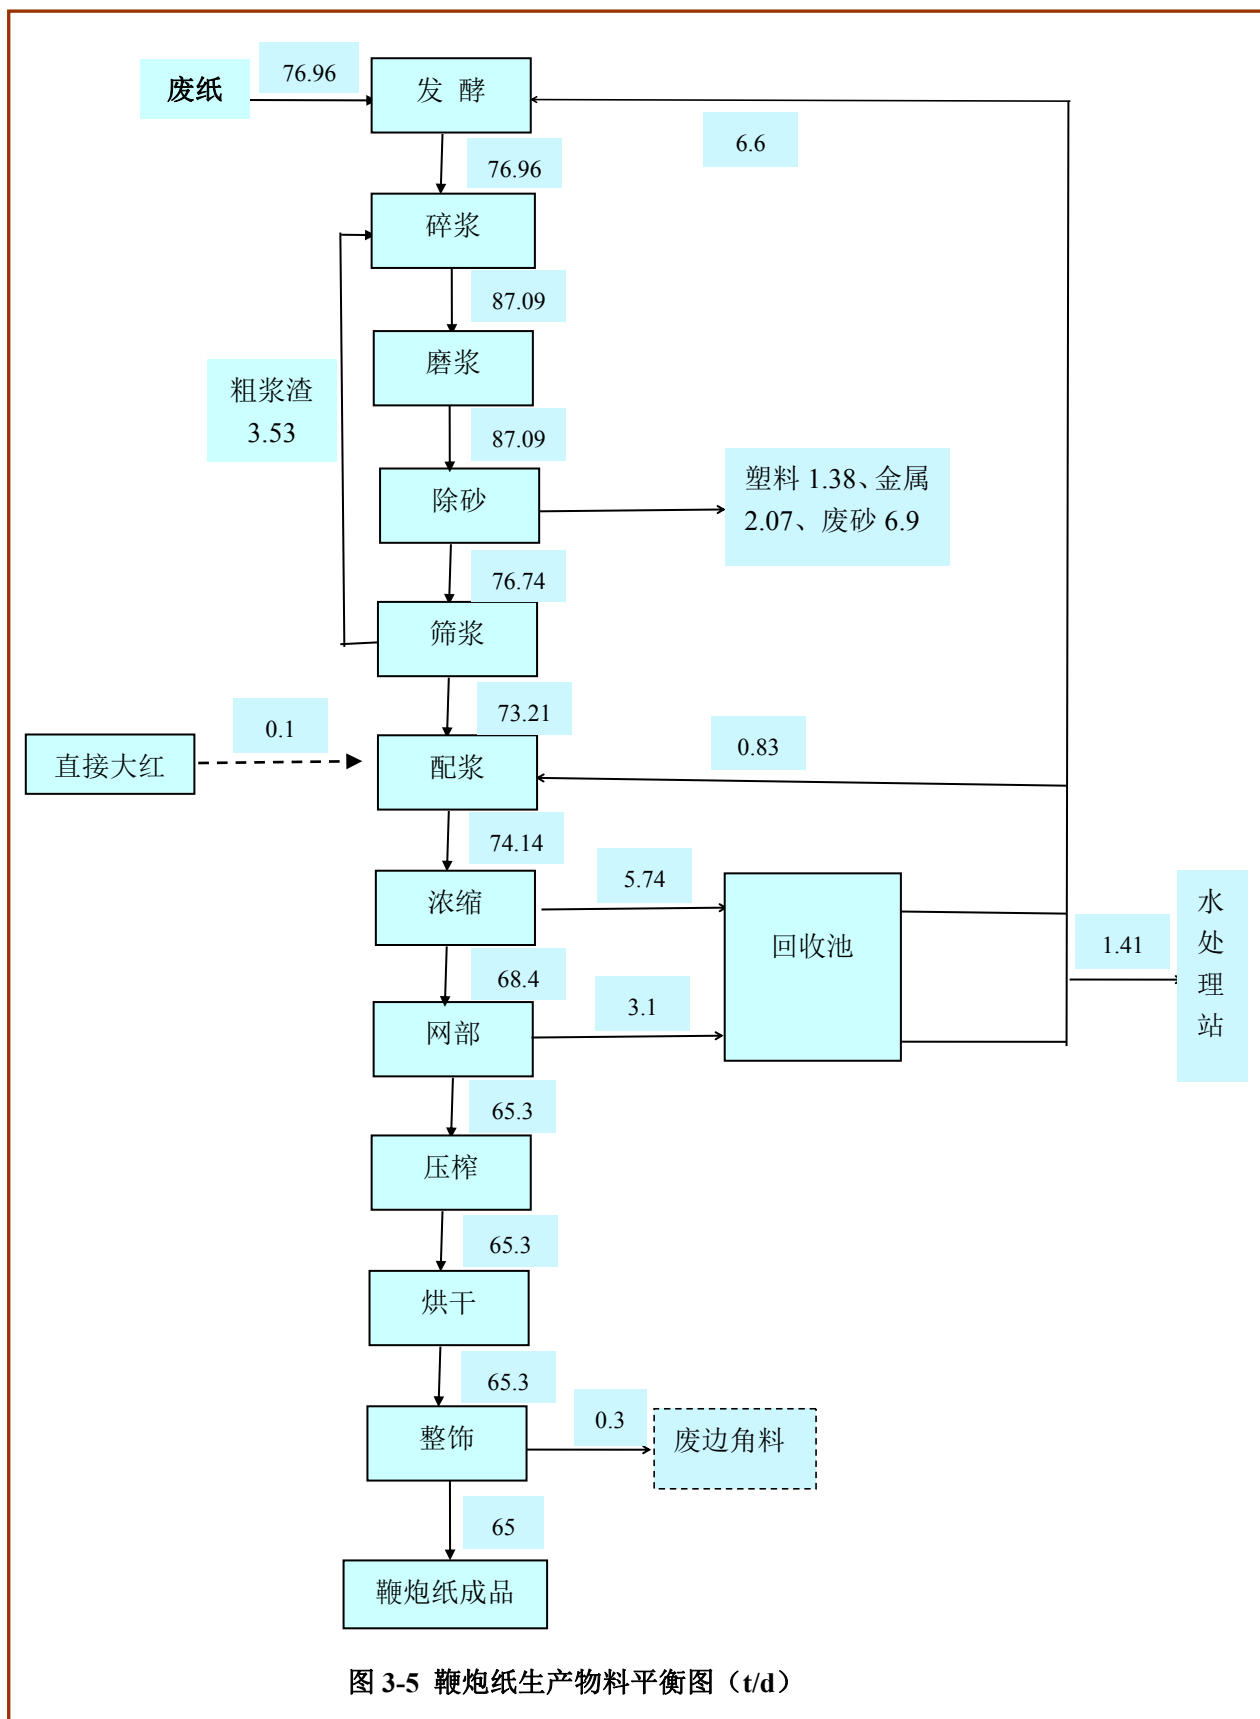 76.96
废纸
发 酵
6.6
76.96
碎浆
87.09
磨浆
粗浆渣
3.53
87.09
除砂
塑料 1.38、金属
2.07、废砂 6.9
76.74
筛浆
73.21
0.1
直接大红
配浆
0.83
74.14
浓缩
5.74
回收池
水
处
理
站
1.41
68.4
网部
3.1
65.3
压榨
65.3
烘干
65.3
整饰
0.3
废边角料
65
鞭炮纸成品
图 3-5 鞭炮纸生产物料平衡图（t/d）